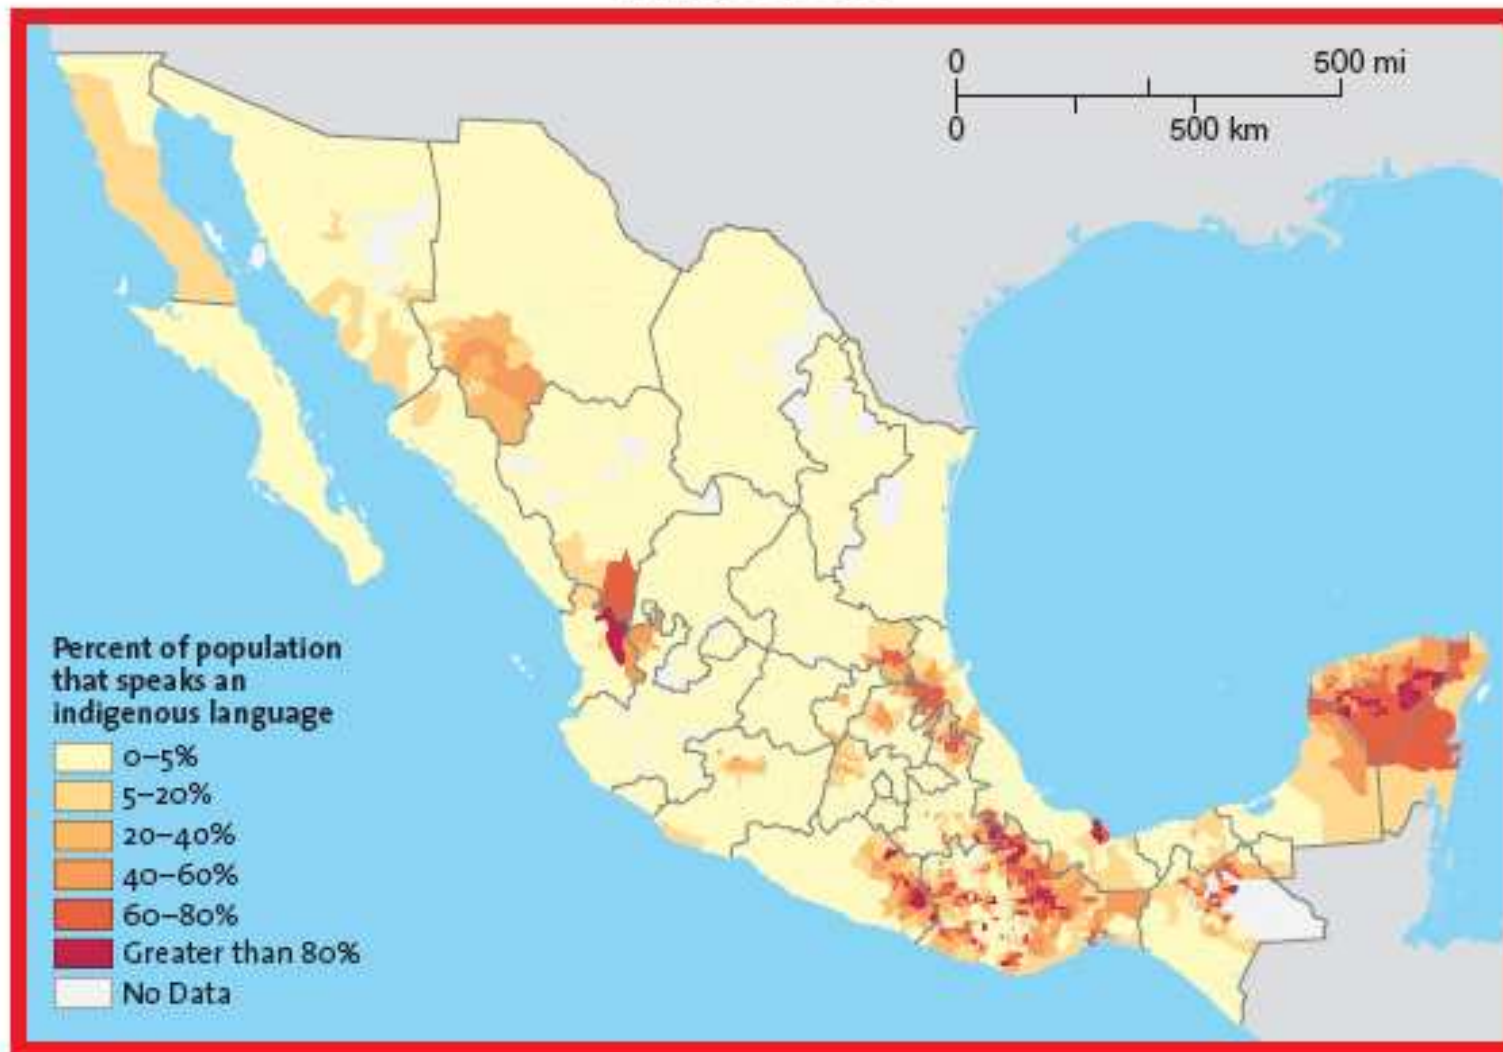 0 500 mi
0 500 km
Percent of population
that speaks an
indigenous language
0–5%
5–20%
20–40%
40–60%
60–80%
Greater than 80%
No Data